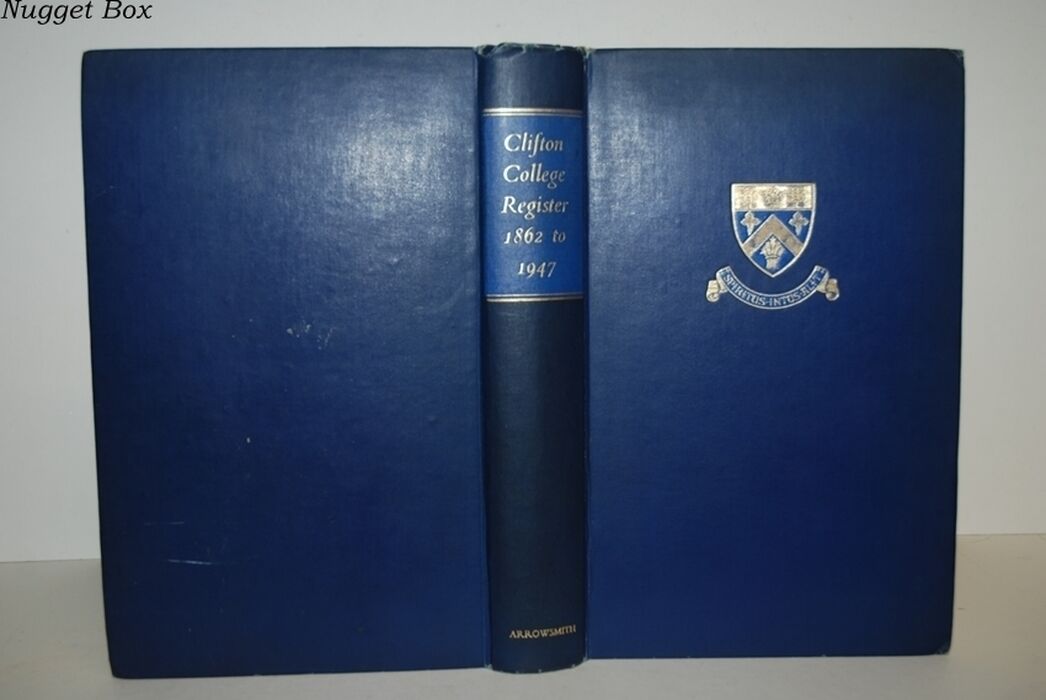 Nugget Box
Clifton
College
Register
1862 to
1947
SPIRITUS·INTUS·ALIT
ARROWSMITH